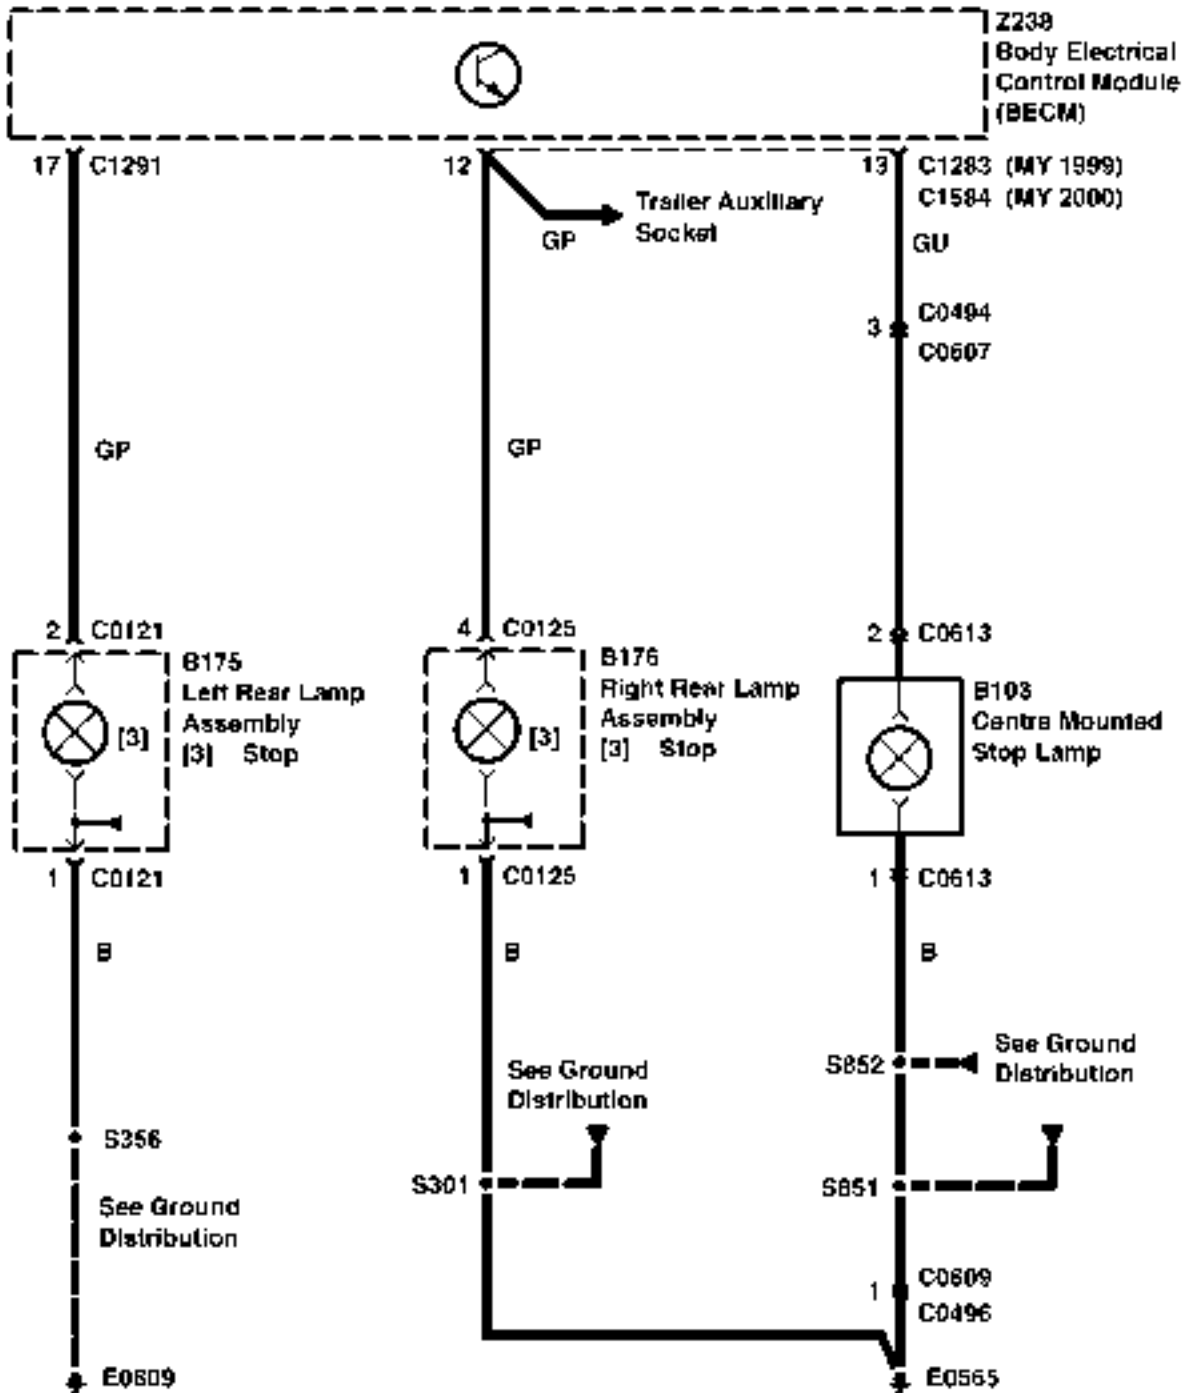 Z238
Body Electrical
Control Module
(BECM)
17 C1291
12
13 C1283 (MY 1999)
C1584 (MY 2000)
Trailer Auxiliary
Socket
GP
GU
3 C0494
C0607
GP
GP
2 C0121
4 C0125
2 C0613
B175
Left Rear Lamp
Assembly
[3] Stop
[3]
B176
Right Rear Lamp
Assembly
[3] Stop
[3]
B103
Centre Mounted
Stop Lamp
1 C0121
1 C0125
1 C0613
B
B
B
See Ground
Distribution
S852
See Ground
Distribution
S356
S301
S851
See Ground
Distribution
1 C0609
C0496
E0809
E0565